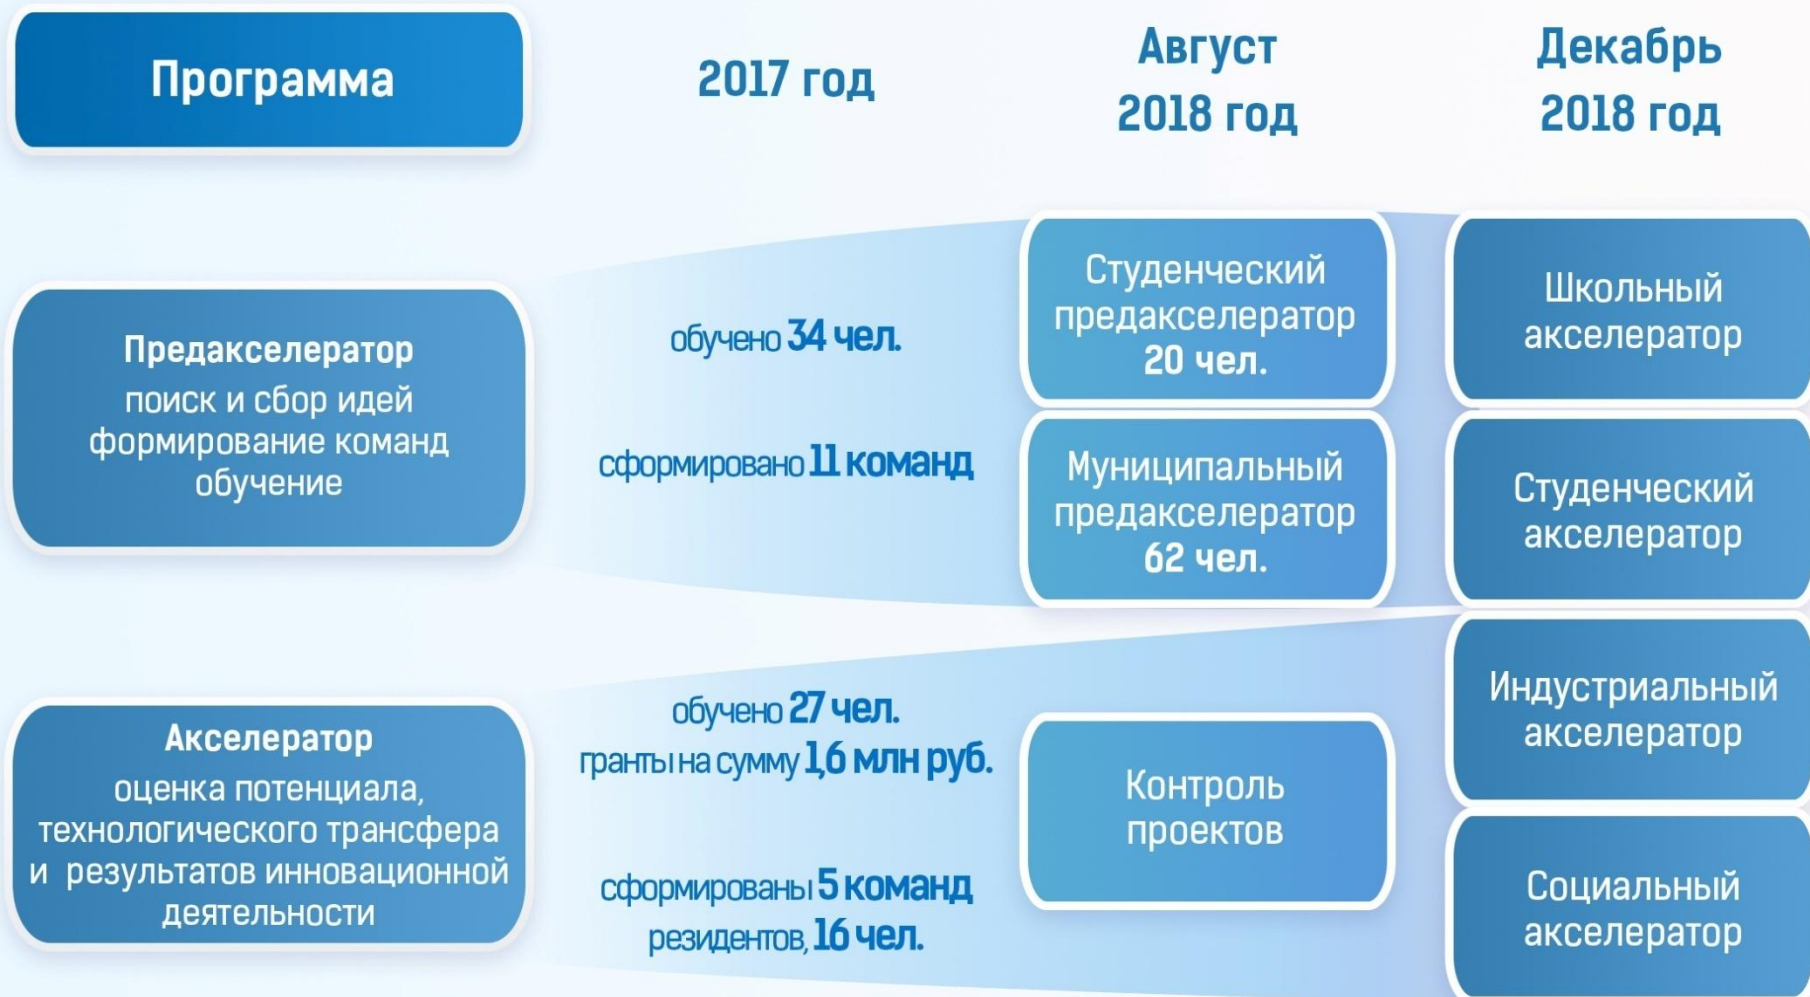 Программа
2017 год
Август
2018 год
Декабрь
2018 год
Предакселератор
поиск и сбор идей
формирование команд
обучение
обучено 34 чел.
сформировано 11 команд
Студенческий
предакселератор
20 чел.
Муниципальный
предакселератор
62 чел.
Школьный
акселератор
Студенческий
акселератор
Акселератор
оценка потенциала,
технологического трансфера
и результатов инновационной
деятельности
обучено 27 чел.
гранты на сумму 1,6 млн руб.
сформированы 5 команд
резидентов, 16 чел.
Контроль
проектов
Индустриальный
акселератор
Социальный
акселератор